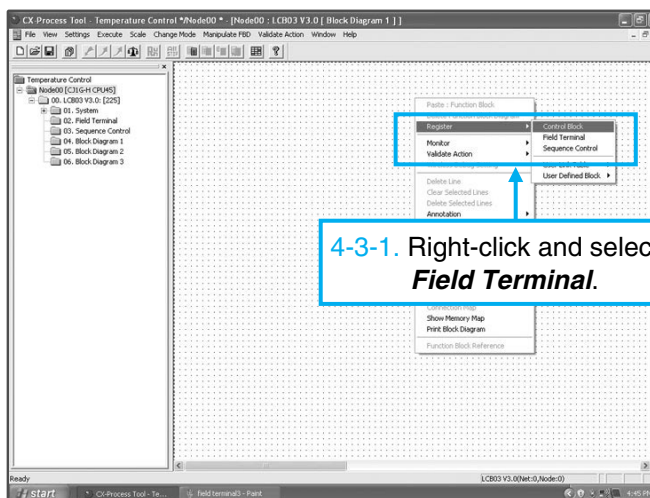 CX-Process Tool - Temperature Control */Node00 * - [Node00 : LCB03 V3.0 [ Block Diagram 1 ] ]
File View Settings Execute Scale Change Mode Manipulate FBD Validate Action Window Help
Temperature Control
Node00 [CJ1G-H CPU45]
00. LCB03 V3.0: [225]
01. System
02. Field Terminal
03. Sequence Control
04. Block Diagram 1
05. Block Diagram 2
06. Block Diagram 3
Paste : Function Block
Register
Control Block
Field Terminal
Sequence Control
Monitor
Validate Action
User Defined Block
Delete Line
Clear Selected Lines
Delete Selected Lines
Annotation
4-3-1. Right-click and selec
Field Terminal.
Connection Map
Show Memory Map
Print Block Diagram
Function Block Reference
Ready
LCB03 V3.0(Net:0,Node:0)
start
CX-Process Tool - Te...
field terminal3 - Paint
4:45 PM